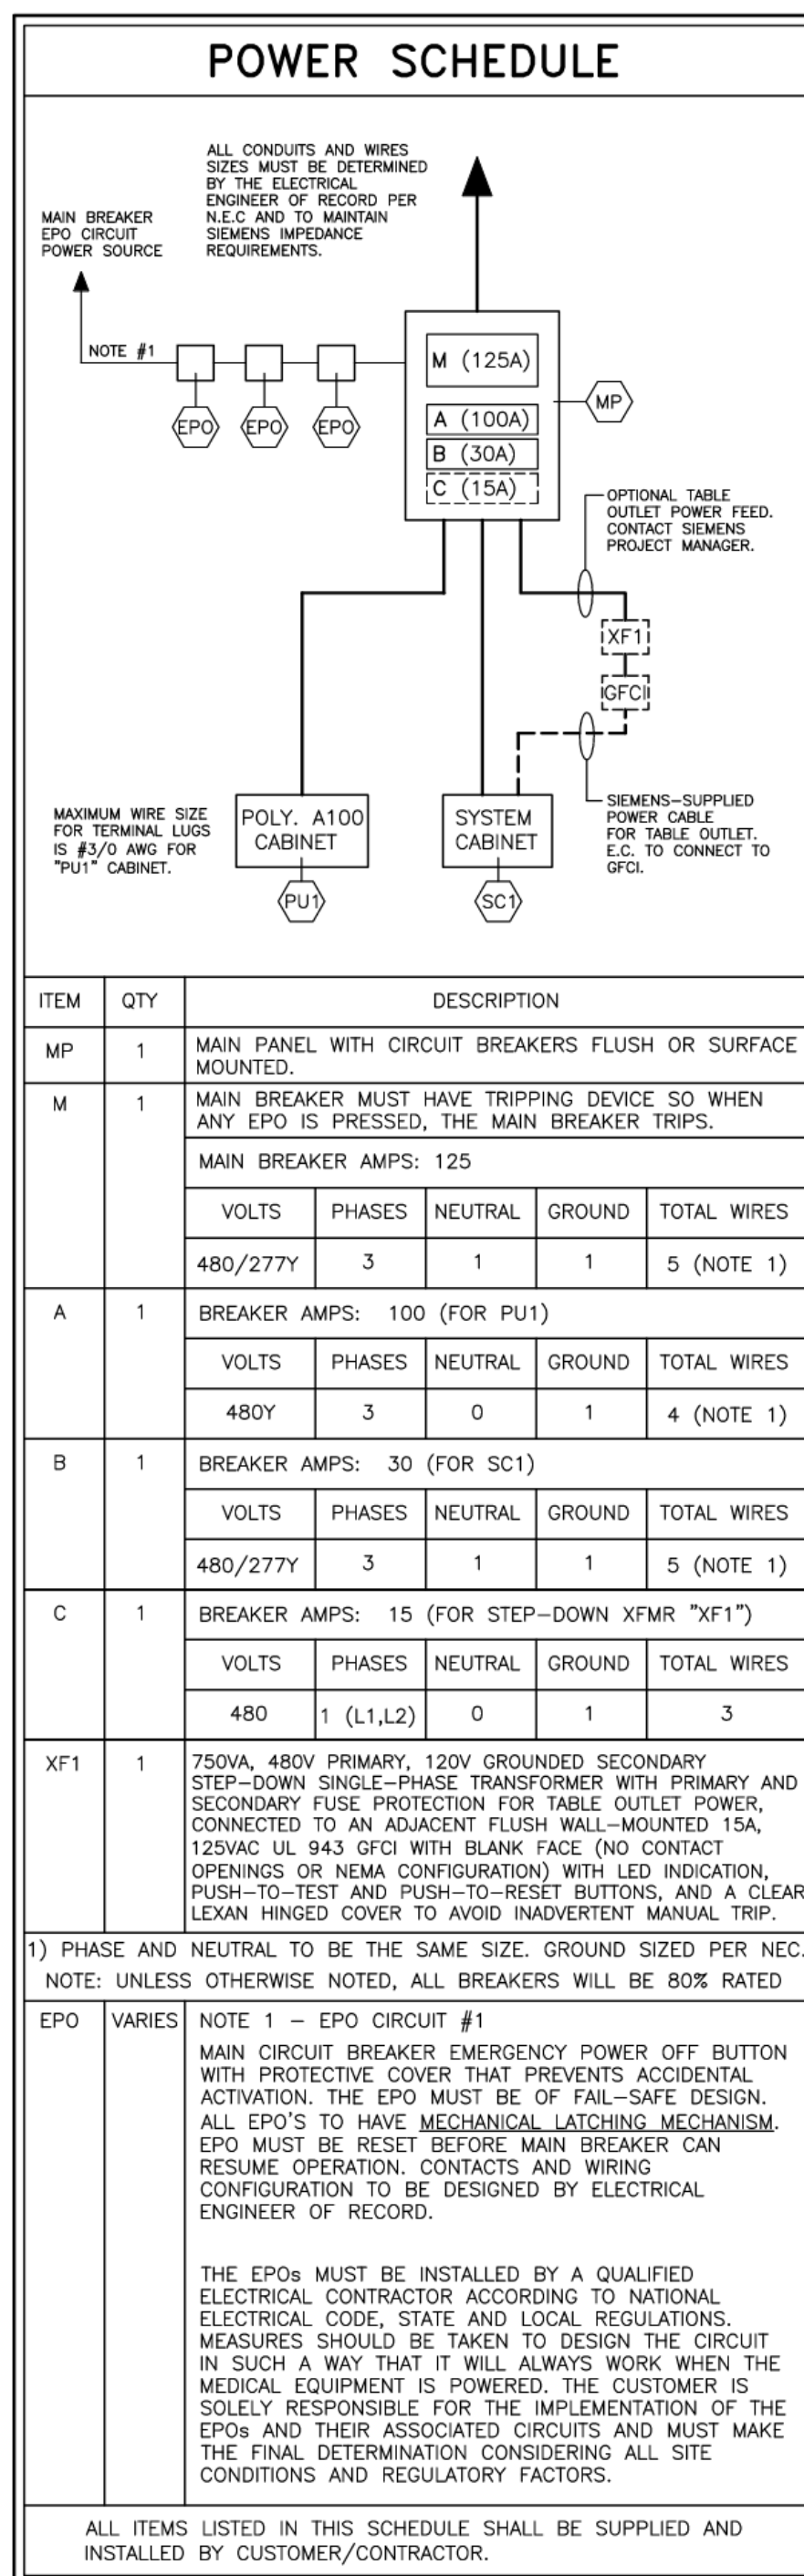 POWER SCHEDULE
ALL CONDUITS AND WIRES
SIZES MUST BE DETERMINED
BY THE ELECTRICAL
ENGINEER OF RECORD PER
N.E.C AND TO MAINTAIN
SIEMENS IMPEDANCE
REQUIREMENTS.
MAIN BREAKER
EPO CIRCUIT
POWER SOURCE
NOTE #1
EPO
EPO
EPO
M (125A)
A (100A)
B (30A)
C (15A)
MP
OPTIONAL TABLE
OUTLET POWER FEED.
CONTACT SIEMENS
PROJECT MANAGER.
XF1
GFCI
MAXIMUM WIRE SIZE
FOR TERMINAL LUGS
IS #3/0 AWG FOR
"PU1" CABINET.
POLY. A100
CABINET
PU1
SYSTEM
CABINET
SC1
SIEMENS-SUPPLIED
POWER CABLE
FOR TABLE OUTLET.
E.C. TO CONNECT TO
GFCI.
ITEM QTY DESCRIPTION
MP 1 MAIN PANEL WITH CIRCUIT BREAKERS FLUSH OR SURFACE
MOUNTED.
M 1 MAIN BREAKER MUST HAVE TRIPPING DEVICE SO WHEN
ANY EPO IS PRESSED, THE MAIN BREAKER TRIPS.
MAIN BREAKER AMPS: 125
VOLTS PHASES NEUTRAL GROUND TOTAL WIRES
480/277Y 3 1 1 5 (NOTE 1)
A 1 BREAKER AMPS: 100 (FOR PU1)
VOLTS PHASES NEUTRAL GROUND TOTAL WIRES
480Y 3 0 1 4 (NOTE 1)
B 1 BREAKER AMPS: 30 (FOR SC1)
VOLTS PHASES NEUTRAL GROUND TOTAL WIRES
480/277Y 3 1 1 5 (NOTE 1)
C 1 BREAKER AMPS: 15 (FOR STEP-DOWN XFMR "XF1")
VOLTS PHASES NEUTRAL GROUND TOTAL WIRES
480 1 (L1,L2) 0 1 3
XF1 1 750VA, 480V PRIMARY, 120V GROUNDED SECONDARY
STEP-DOWN SINGLE-PHASE TRANSFORMER WITH PRIMARY AND
SECONDARY FUSE PROTECTION FOR TABLE OUTLET POWER,
CONNECTED TO AN ADJACENT FLUSH WALL-MOUNTED 15A,
125VAC UL 943 GFCI WITH BLANK FACE (NO CONTACT
OPENINGS OR NEMA CONFIGURATION) WITH LED INDICATION,
PUSH-TO-TEST AND PUSH-TO-RESET BUTTONS, AND A CLEAR
LEXAN HINGED COVER TO AVOID INADVERTENT MANUAL TRIP.
1) PHASE AND NEUTRAL TO BE THE SAME SIZE. GROUND SIZED PER NEC.
NOTE: UNLESS OTHERWISE NOTED, ALL BREAKERS WILL BE 80% RATED
EPO VARIES NOTE 1 - EPO CIRCUIT #1
MAIN CIRCUIT BREAKER EMERGENCY POWER OFF BUTTON
WITH PROTECTIVE COVER THAT PREVENTS ACCIDENTAL
ACTIVATION. THE EPO MUST BE OF FAIL-SAFE DESIGN.
ALL EPO'S TO HAVE MECHANICAL LATCHING MECHANISM.
EPO MUST BE RESET BEFORE MAIN BREAKER CAN
RESUME OPERATION. CONTACTS AND WIRING
CONFIGURATION TO BE DESIGNED BY ELECTRICAL
ENGINEER OF RECORD.
THE EPOs MUST BE INSTALLED BY A QUALIFIED
ELECTRICAL CONTRACTOR ACCORDING TO NATIONAL
ELECTRICAL CODE, STATE AND LOCAL REGULATIONS.
MEASURES SHOULD BE TAKEN TO DESIGN THE CIRCUIT
IN SUCH A WAY THAT IT WILL ALWAYS WORK WHEN THE
MEDICAL EQUIPMENT IS POWERED. THE CUSTOMER IS
SOLELY RESPONSIBLE FOR THE IMPLEMENTATION OF THE
EPOs AND THEIR ASSOCIATED CIRCUITS AND MUST MAKE
THE FINAL DETERMINATION CONSIDERING ALL SITE
CONDITIONS AND REGULATORY FACTORS.
ALL ITEMS LISTED IN THIS SCHEDULE SHALL BE SUPPLIED AND
INSTALLED BY CUSTOMER/CONTRACTOR.